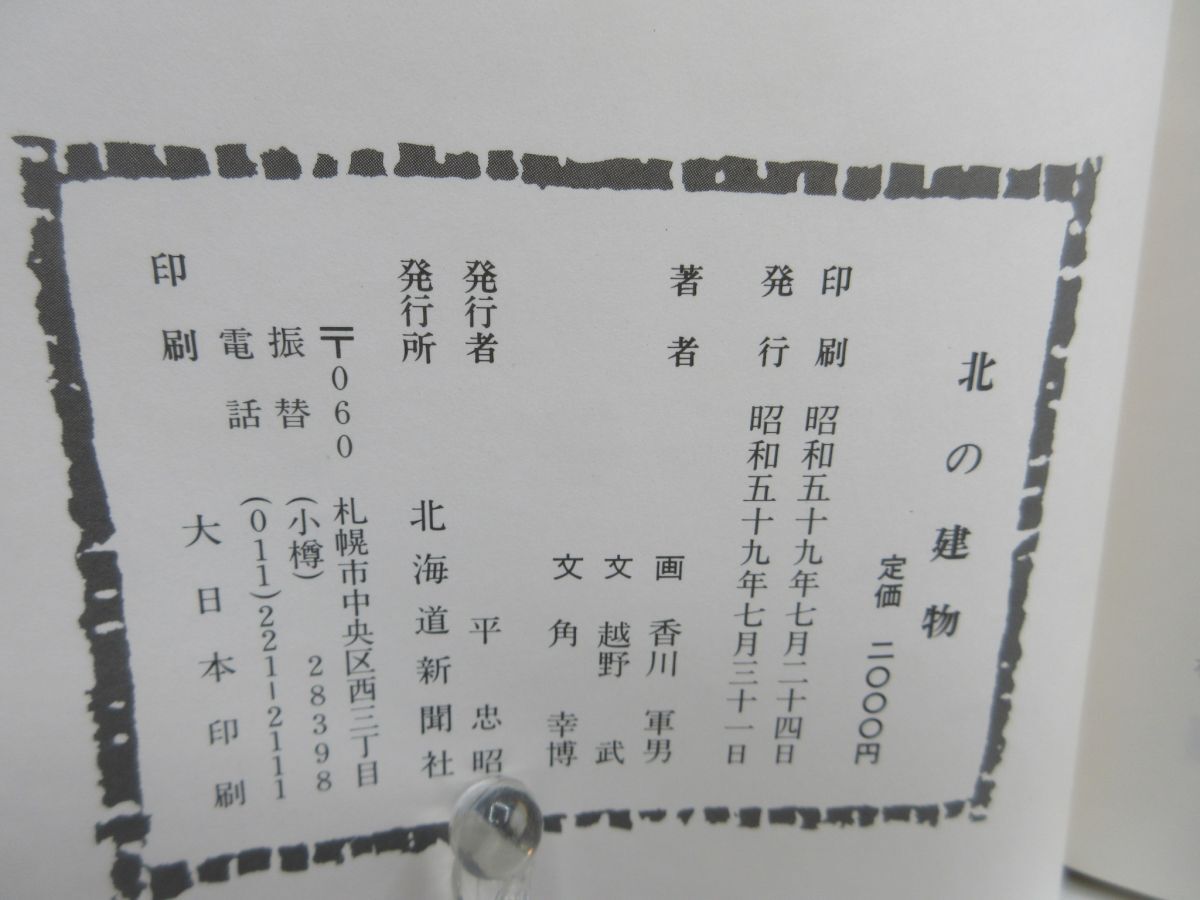 北の建物
定価 二〇〇〇円
印刷 昭和五十九年七月二十四日
発行 昭和五十九年七月三十一日
著者 画 香川 軍男
文 越野 武
文 角 幸博
発行者 平 忠昭
発行所 北海道新聞社
〒060 札幌市中央区西三丁目
振替 (小樽) 28398
電話 (011)221-2111
印刷 大日本印刷